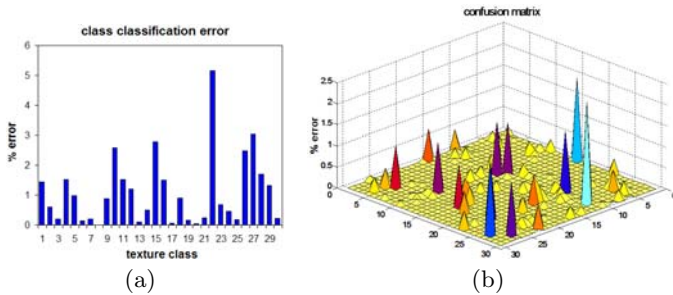 class classification error
6
5
4
3
2
1
0
% error
1 3 5 7 9 11 13 15 17 19 21 23 25 27 29
texture class
(a)
confusion matrix
2.5
2
1.5
1
0.5
0
% error
0 5 10 15 20 25 30
30 25 20 15 10 5
(b)